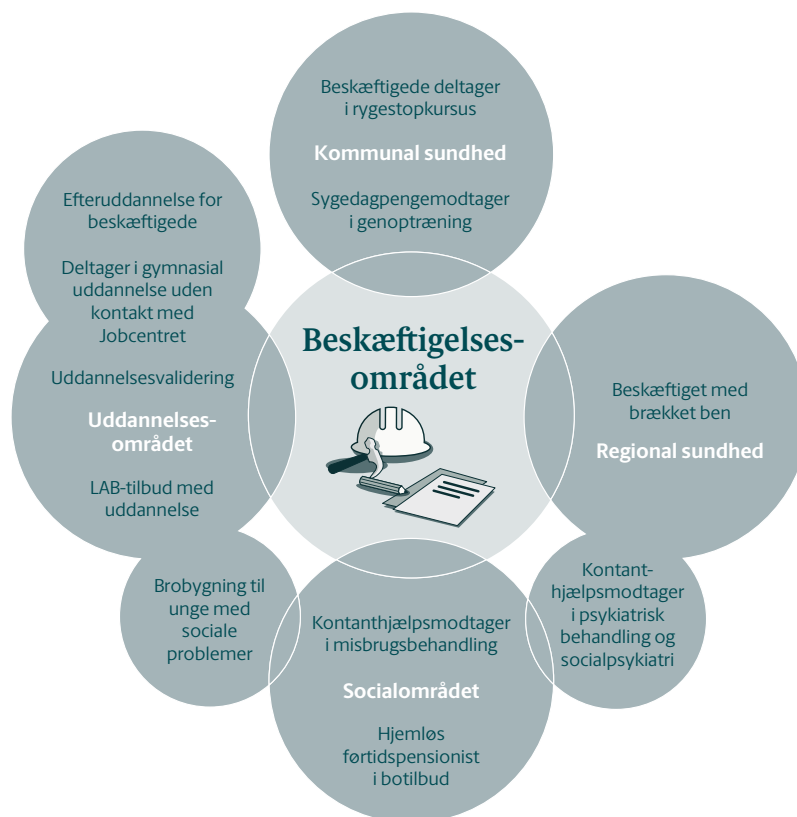 Beskæftigede deltager
i rygestopkursus
Kommunal sundhed
Sygedagpengemodtager
i genoptræning
Efteruddannelse for
beskæftigede
Deltager i gymnasial
uddannelse uden
kontakt med
Jobcentret
Uddannelsesvalidering
Uddannelses-
området
LAB-tilbud med
uddannelse
Beskæftigelses-
området
Beskæftiget med
brækket ben
Regional sundhed
Brobygning til
unge med
sociale
problemer
Kontanthjælpsmodtager
i misbrugsbehandling
Socialområdet
Hjemløs
førtidspensionist
i botilbud
Kontant-
hjælpsmodtager
i psykiatrisk
behandling og
socialpsykiatri